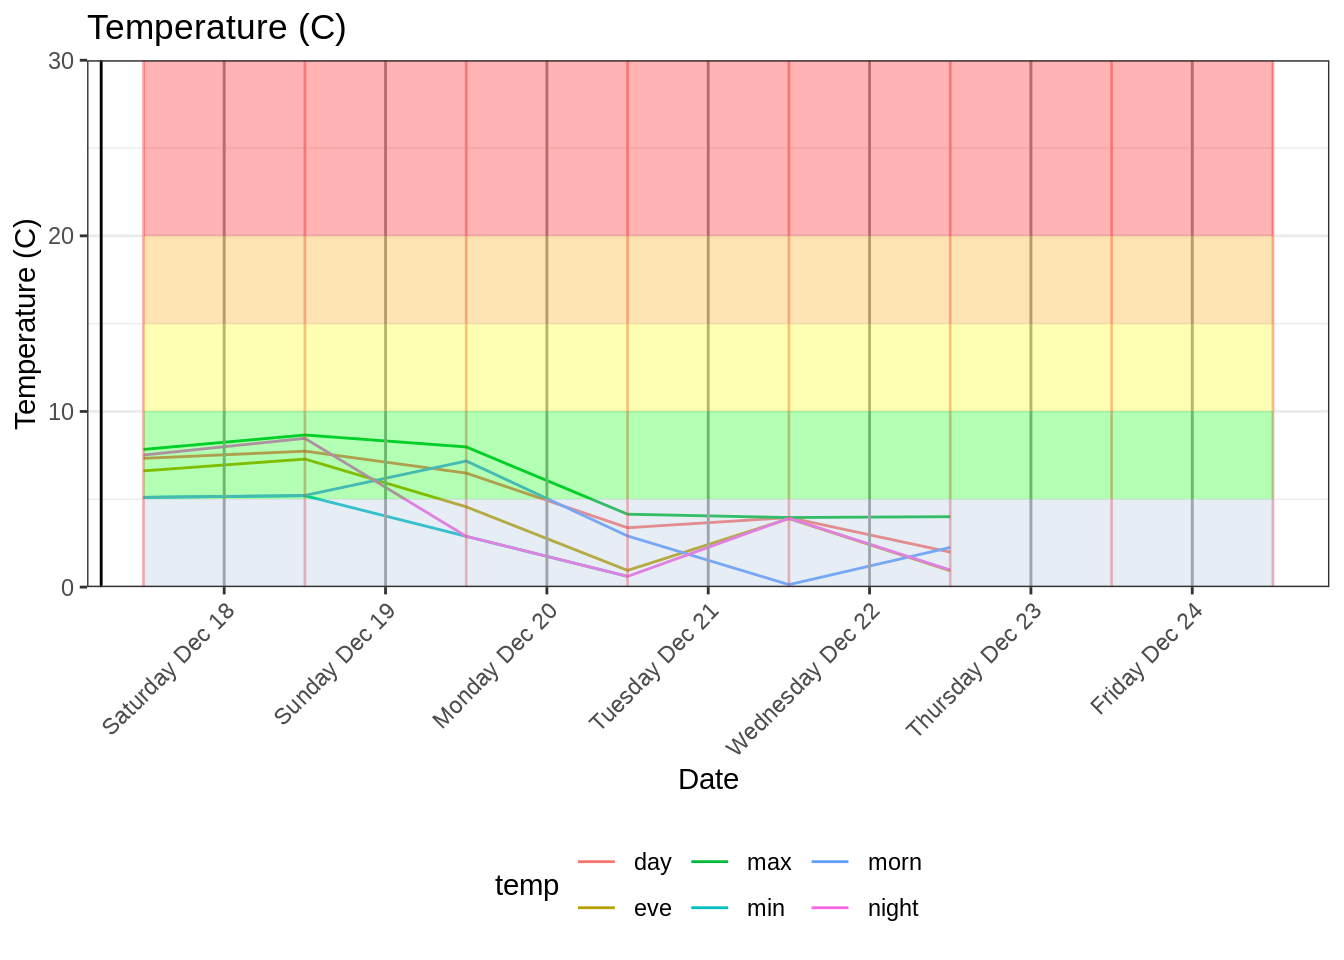 Temperature (C)
Temperature (C)
30
20
10
0
Saturday Dec 18
Sunday Dec 19
Monday Dec 20
Tuesday Dec 21
Wednesday Dec 22
Thursday Dec 23
Friday Dec 24
Date
temp
day max morn
eve min night